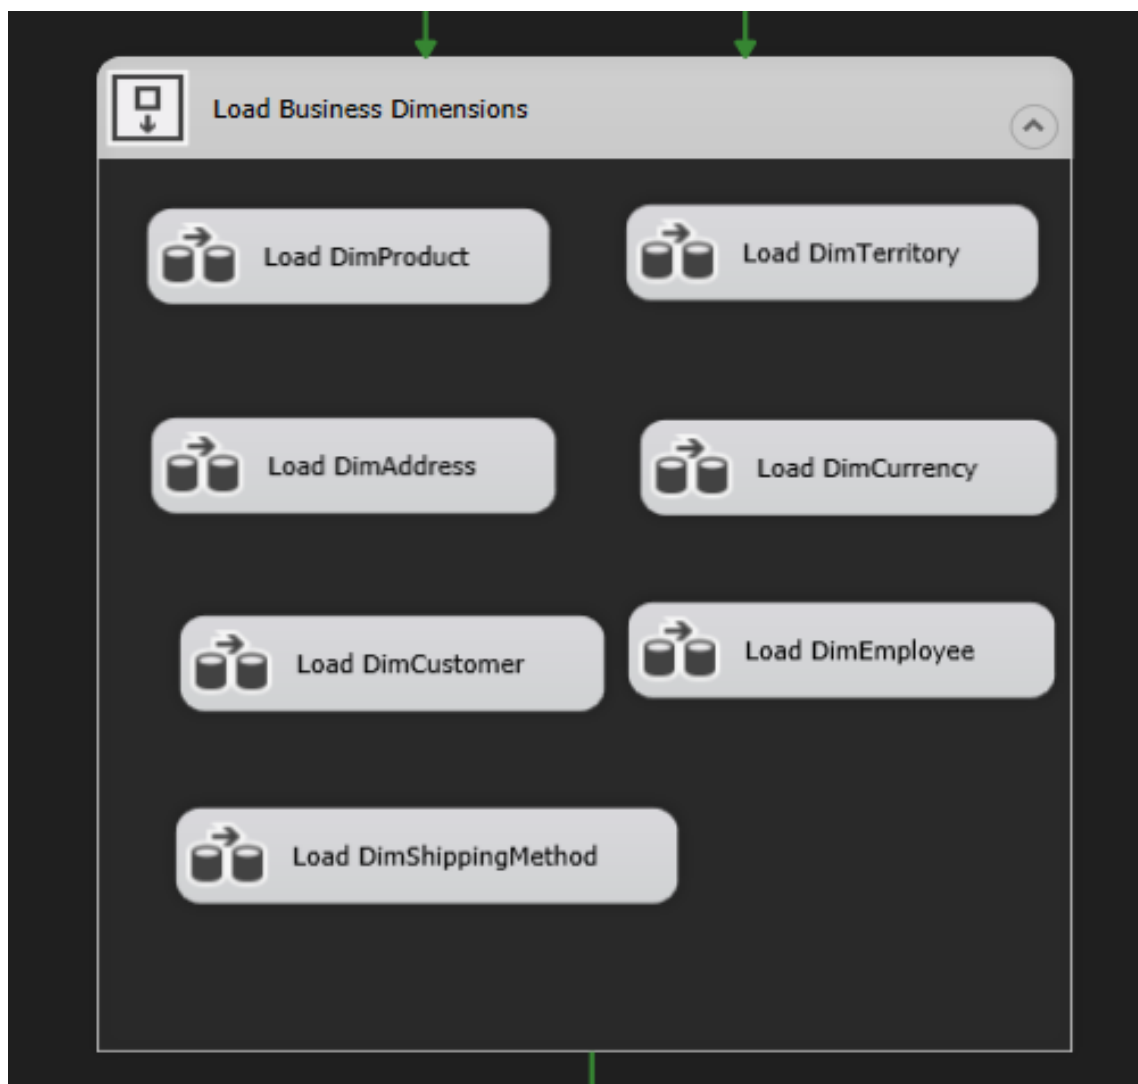 Load Business Dimensions
Load DimProduct
Load DimTerritory
Load DimAddress
Load DimCurrency
Load DimCustomer
Load DimEmployee
Load DimShippingMethod